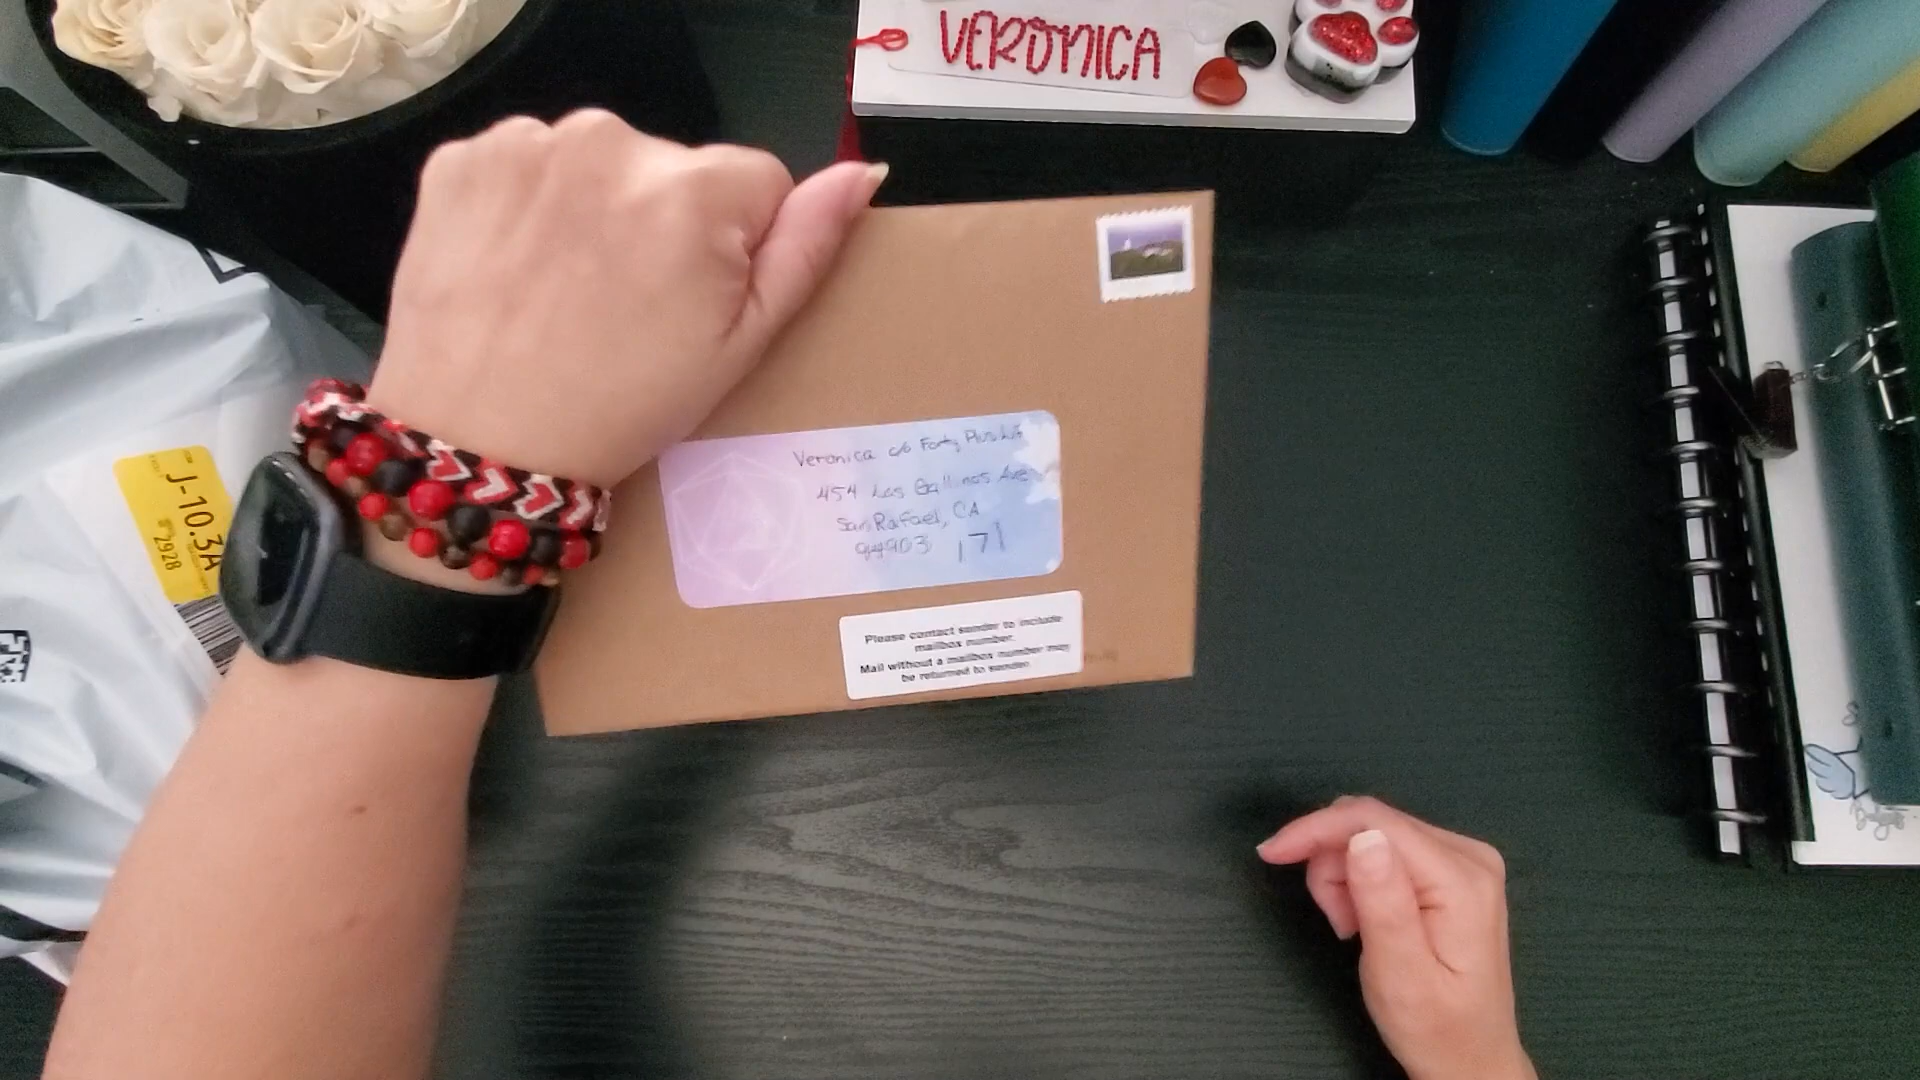 VERONICA
Veronica c/o Forty Plus
454 Las Gallinas Ave
San Rafael, CA
94903 171
Please contact sender to include
mailbox number.
Mail without a mailbox number may
be returned to sender.
J-10.3A
2928